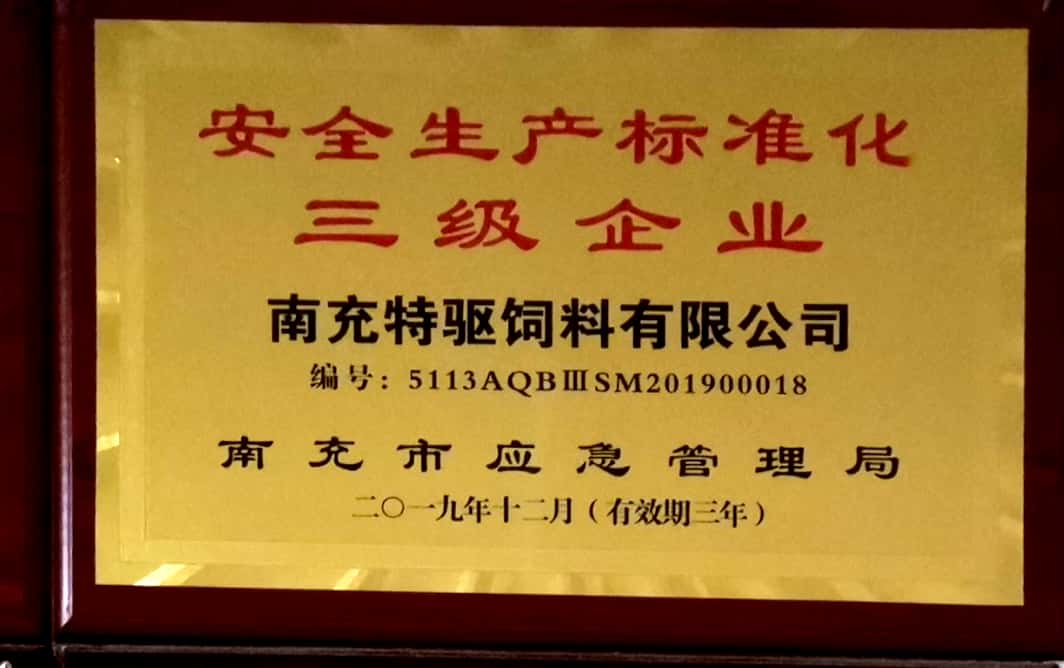 安全生产标准化
三级企业
南充特驱饲料有限公司
编号：5113AQBⅢSM201900018
南充市应急管理局
二〇一九年十二月（有效期三年）